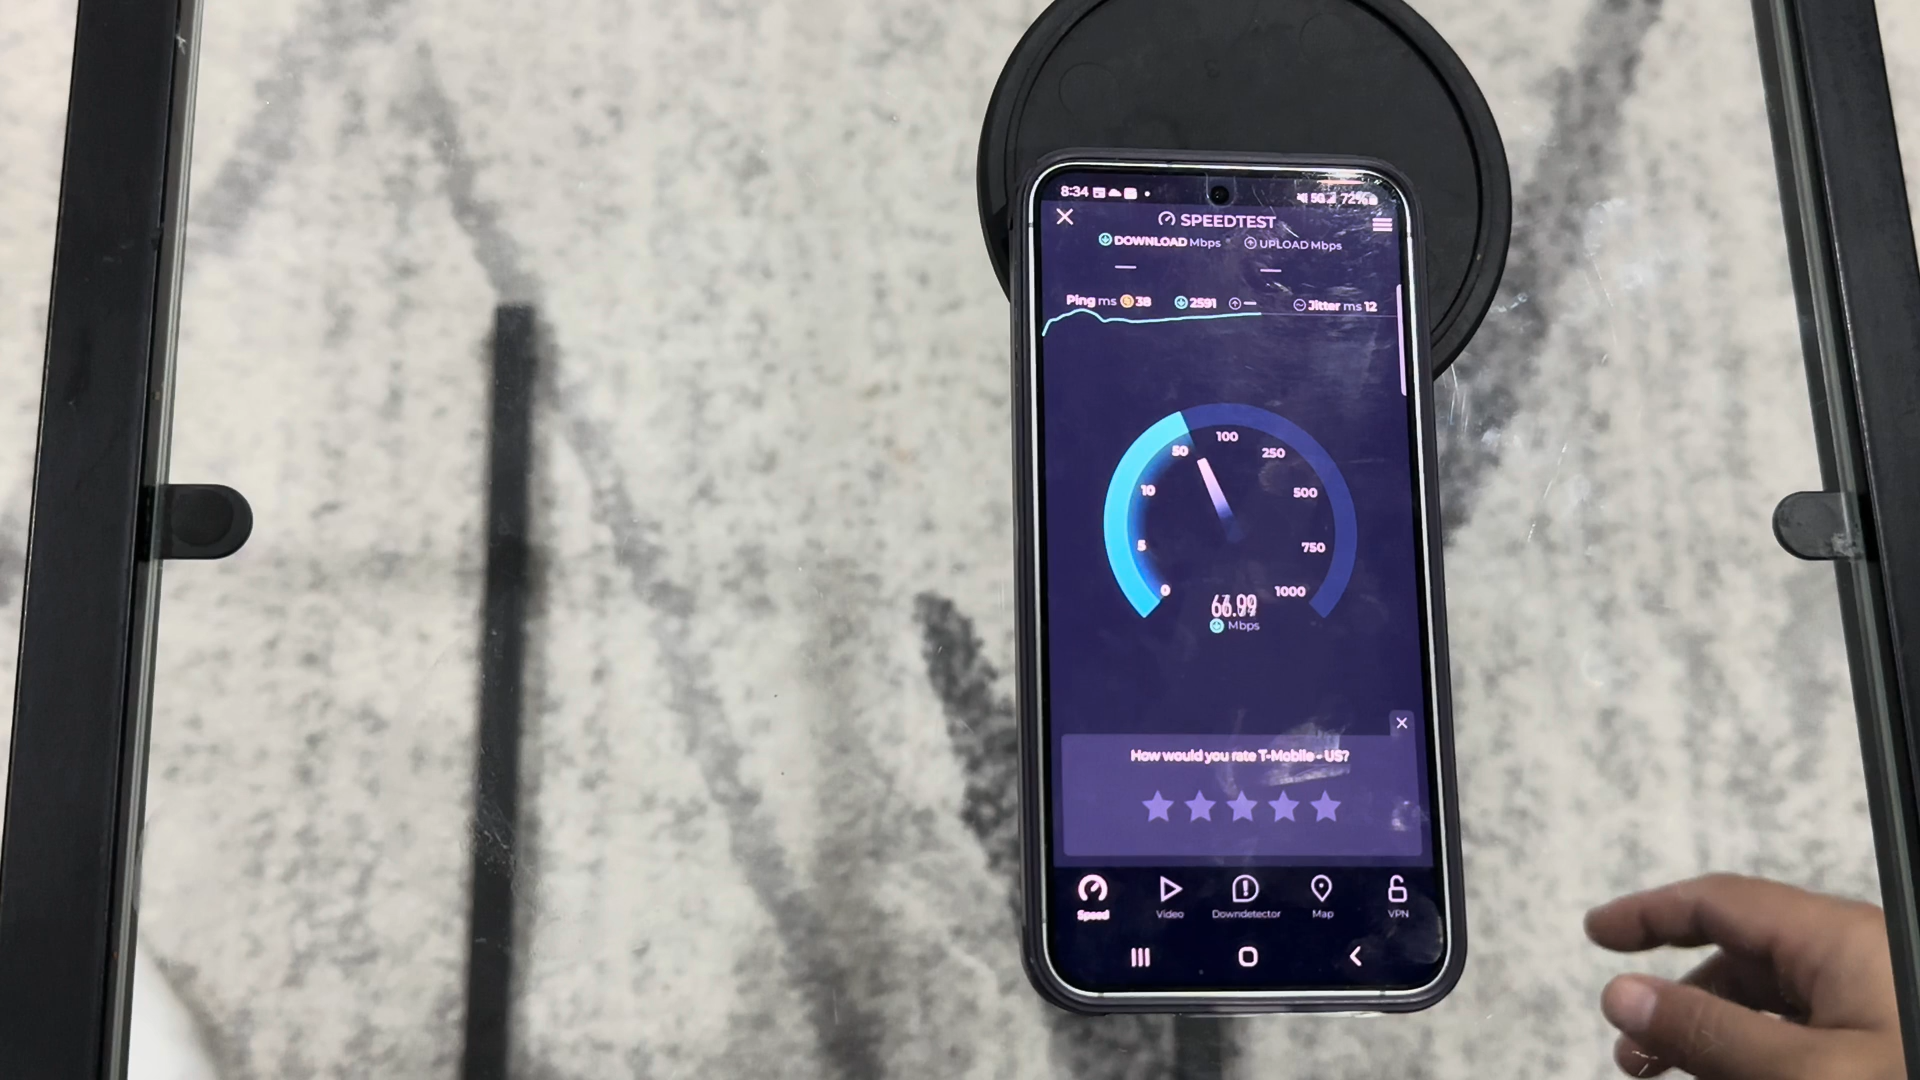 8:34 5G 72%
SPEEDTEST
DOWNLOAD Mbps UPLOAD Mbps
— —
Ping ms 38 2591 — Jitter ms 12
100
50 250
10 500
5 750
0 1000
Mbps
How would you rate T-Mobile - US?
Speed Video Downdetector Map VPN